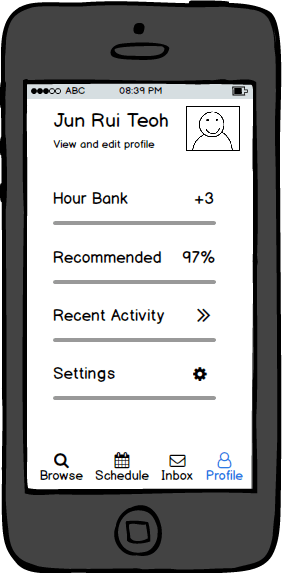 ABC 08:39 PM
Jun Rui Teoh
View and edit profile
Hour Bank +3
Recommended 97%
Recent Activity
Settings
Browse Schedule Inbox Profile